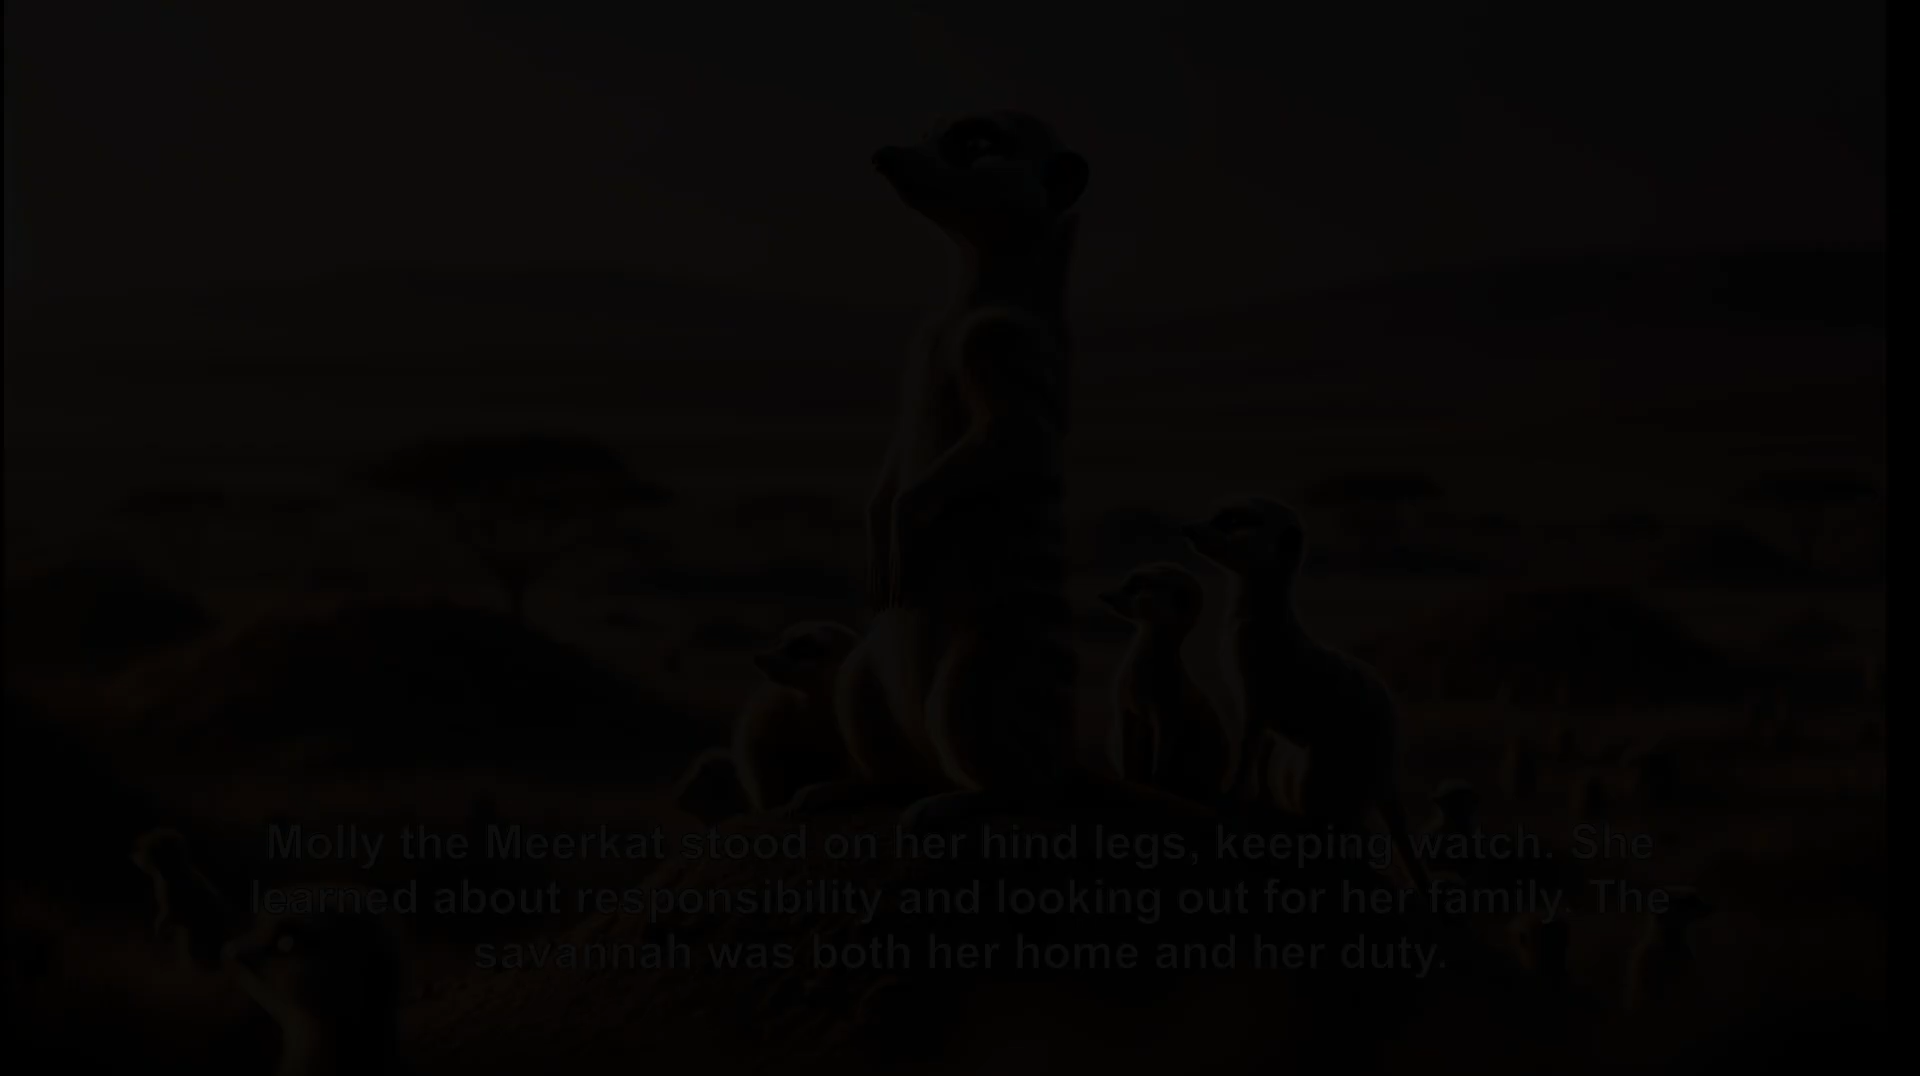 Molly the Meerkat stood on her hind legs, keeping watch. She
learned about responsibility and looking out for her family. The
savannah was both her home and her duty.